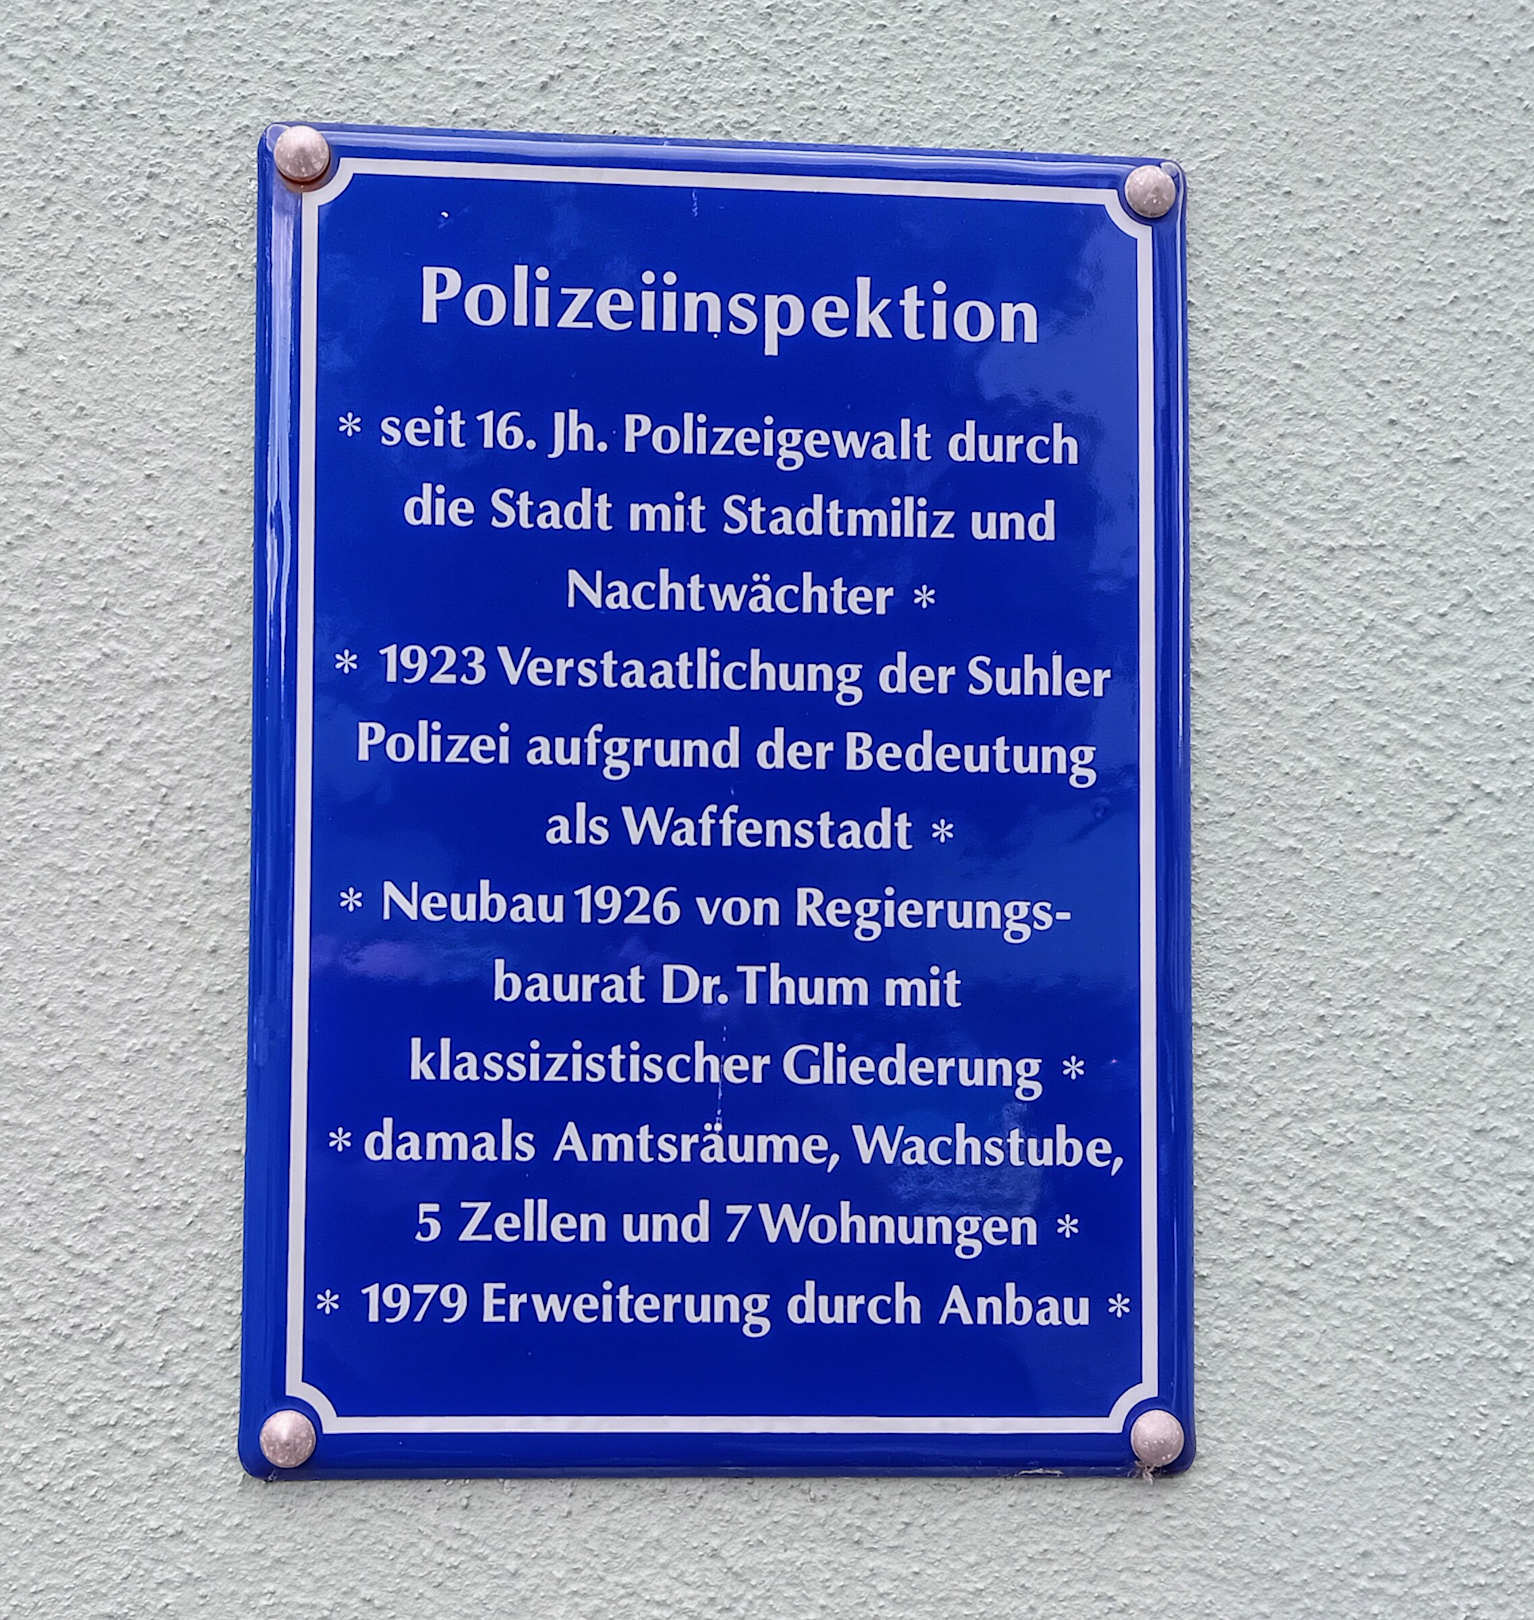 Polizeiinspektion
* seit 16. Jh. Polizeigewalt durch
die Stadt mit Stadtmiliz und
Nachtwächter *
* 1923 Verstaatlichung der Suhler
Polizei aufgrund der Bedeutung
als Waffenstadt *
* Neubau 1926 von Regierungs-
baurat Dr. Thum mit
klassizistischer Gliederung *
* damals Amtsräume, Wachstube,
5 Zellen und 7 Wohnungen *
* 1979 Erweiterung durch Anbau *